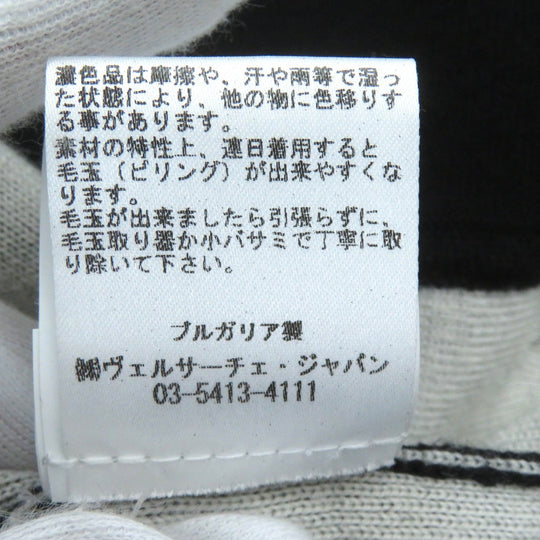 濃色品は摩擦や、汗や雨等で湿っ
た状態により、他の物に色移りす
る事があります。
素材の特性上、連日着用すると
毛玉（ピリング）が出来やすくな
ります。
毛玉が出来ましたら引張らずに、
毛玉取り器か小バサミで丁寧に取
り除いて下さい。
ブルガリア製
㈱ヴェルサーチェ・ジャパン
03-5413-4111